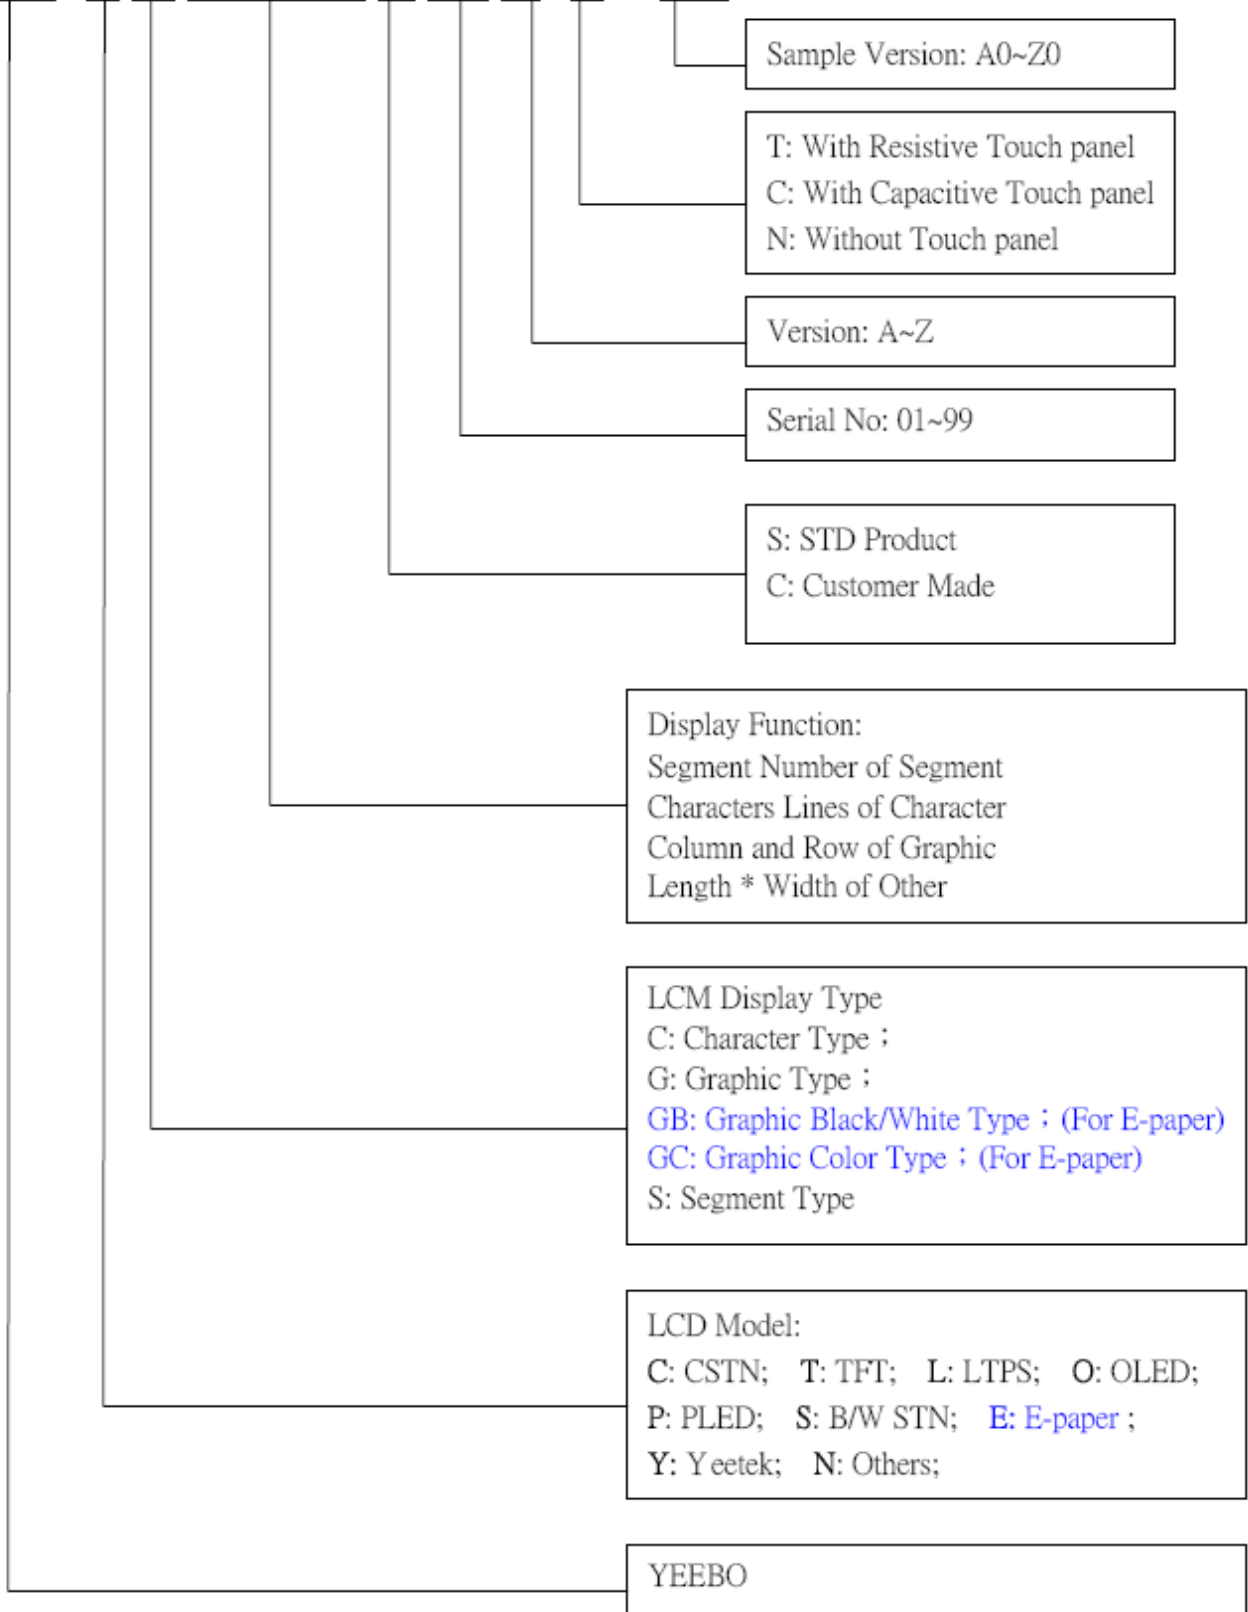 Sample Version: A0~Z0
T: With Resistive Touch panel
C: With Capacitive Touch panel
N: Without Touch panel
Version: A~Z
Serial No: 01~99
S: STD Product
C: Customer Made
Display Function:
Segment Number of Segment
Characters Lines of Character
Column and Row of Graphic
Length * Width of Other
LCM Display Type
C: Character Type；
G: Graphic Type；
GB: Graphic Black/White Type；(For E-paper)
GC: Graphic Color Type；(For E-paper)
S: Segment Type
LCD Model:
C: CSTN; T: TFT; L: LTPS; O: OLED;
P: PLED; S: B/W STN; E: E-paper ;
Y: Yeetek; N: Others;
YEEBO